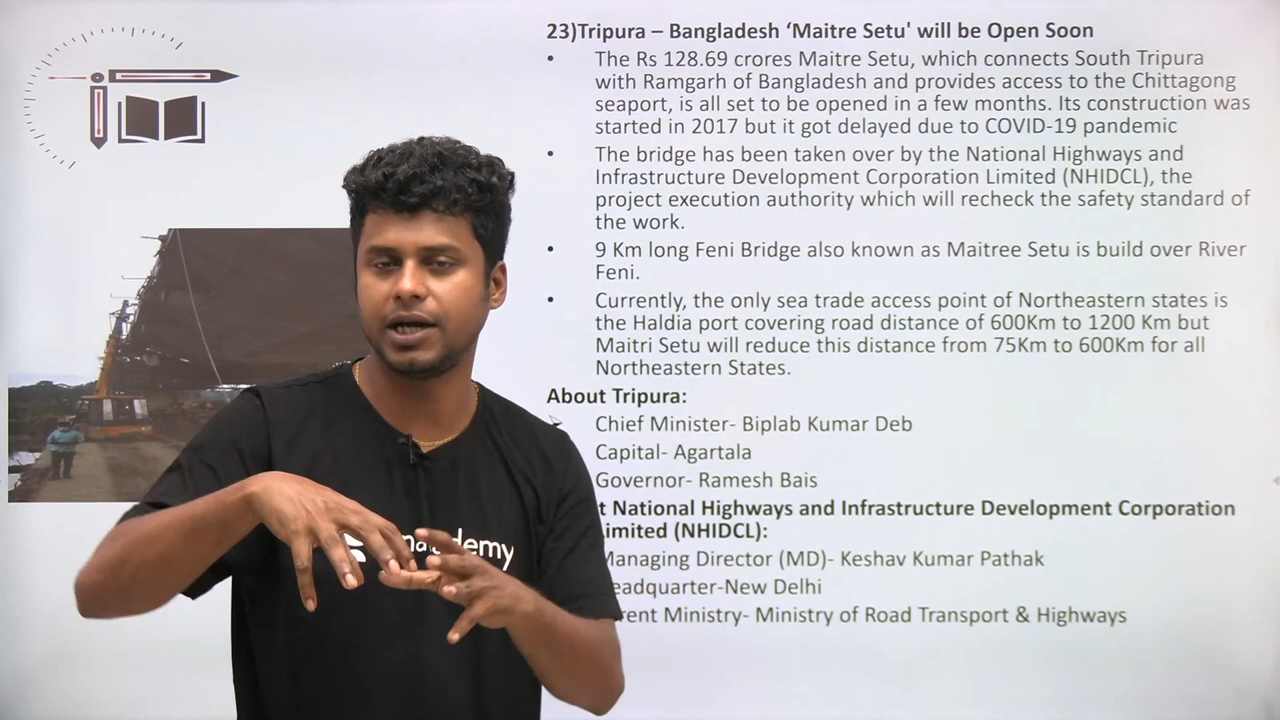 23)Tripura – Bangladesh ‘Maitre Setu' will be Open Soon
• The Rs 128.69 crores Maitre Setu, which connects South Tripura
with Ramgarh of Bangladesh and provides access to the Chittagong
seaport, is all set to be opened in a few months. Its construction was
started in 2017 but it got delayed due to COVID-19 pandemic
• The bridge has been taken over by the National Highways and
Infrastructure Development Corporation Limited (NHIDCL), the
project execution authority which will recheck the safety standard of
the work.
• 9 Km long Feni Bridge also known as Maitree Setu is build over River
Feni.
• Currently, the only sea trade access point of Northeastern states is
the Haldia port covering road distance of 600Km to 1200 Km but
Maitri Setu will reduce this distance from 75Km to 600Km for all
Northeastern States.
About Tripura:
Chief Minister- Biplab Kumar Deb
Capital- Agartala
Governor- Ramesh Bais
t National Highways and Infrastructure Development Corporation
imited (NHIDCL):
Managing Director (MD)- Keshav Kumar Pathak
eadquarter-New Delhi
rent Ministry- Ministry of Road Transport & Highways